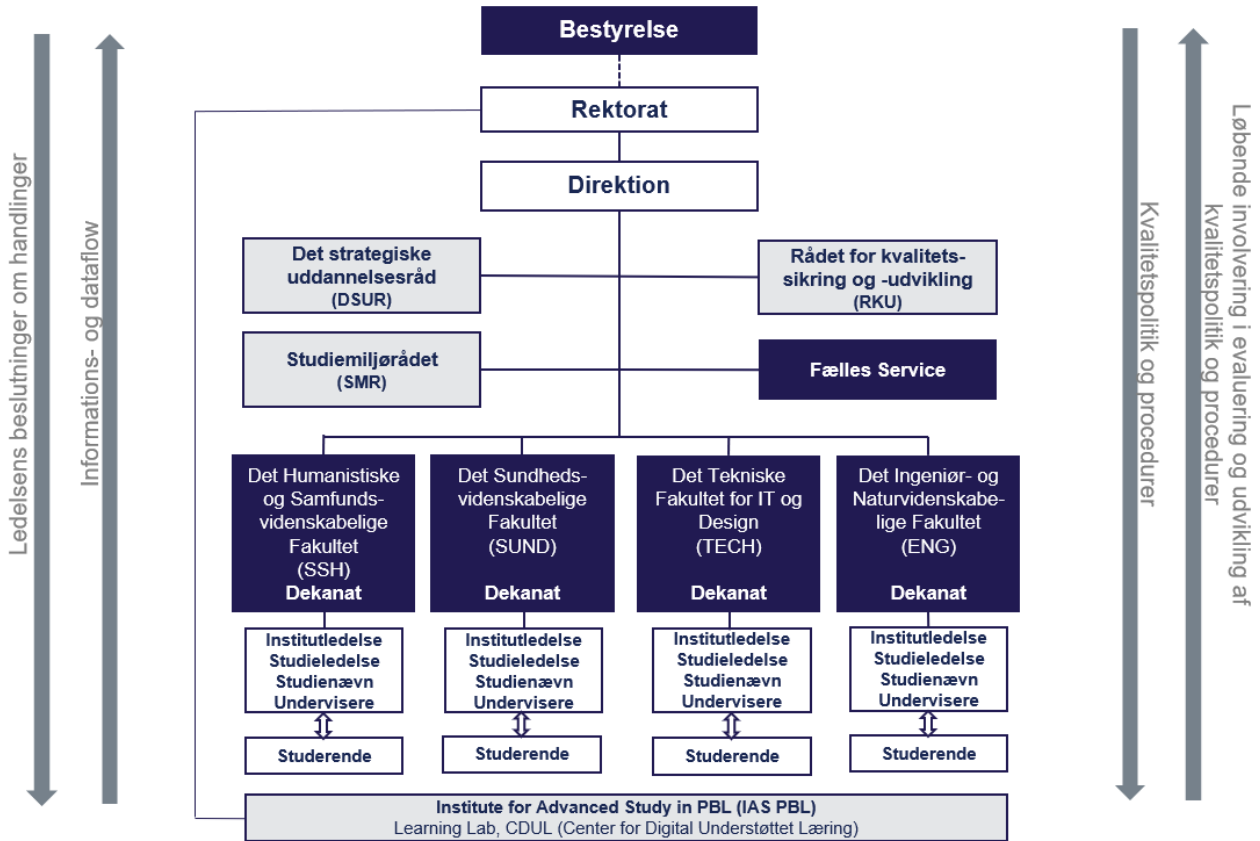 Bestyrelse
Rektorat
Direktion
Det strategiske
uddannelsesråd
(DSUR)
Rådet for kvalitets-
sikring og -udvikling
(RKU)
Studiemiljørådet
(SMR)
Fælles Service
Det Humanistiske
og Samfunds-
videnskabelige
Fakultet
(SSH)
Dekanat
Det Sundheds-
videnskabelige
Fakultet
(SUND)
Dekanat
Det Tekniske
Fakultet for IT og
Design
(TECH)
Dekanat
Det Ingeniør- og
Naturvidenskabe-
lige Fakultet
(ENG)
Dekanat
Institutledelse
Studieledelse
Studienævn
Undervisere
Institutledelse
Studieledelse
Studienævn
Undervisere
Institutledelse
Studieledelse
Studienævn
Undervisere
Institutledelse
Studieledelse
Studienævn
Undervisere
Studerende
Studerende
Studerende
Studerende
Institute for Advanced Study in PBL (IAS PBL)
Learning Lab, CDUL (Center for Digital Understøttet Læring)
Ledelsens beslutninger om handlinger
Informations- og dataflow
Kvalitetspolitik og procedurer
Løbende involvering i evaluering og udvikling af
kvalitetspolitik og procedurer